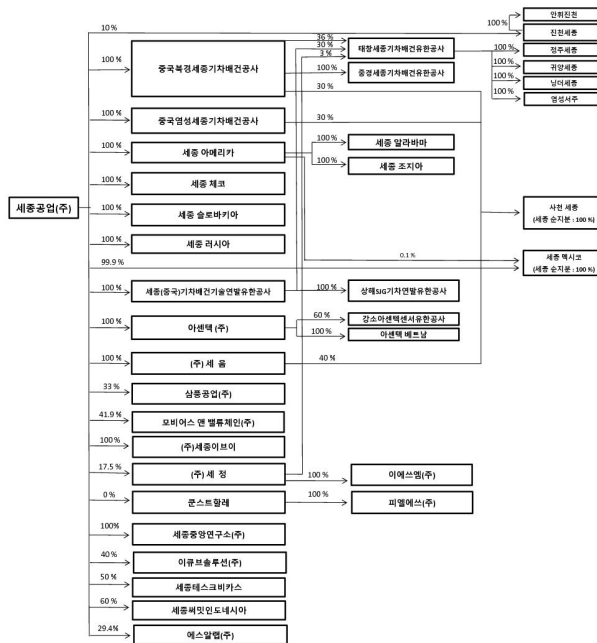 10 %
100 %
안휘진천
진천세종
36 %
30 %
3 %
태창세종기차배건유한공사
100 %
정주세종
귀양세종
닝더세종
염성서주
100 %
중국북경세종기차배건공사
100 %
중경세종기차배건유한공사
30 %
100 %
중국염성세종기차배건공사
30 %
100 %
세종 아메리카
100 %
세종 알라바마
100 %
세종 조지아
100 %
세종 체코
세종공업(주)
100 %
세종 슬로바키아
사천 세종
(세종 순지분 : 100 %)
100 %
세종 러시아
0.1 %
세종 멕시코
(세종 순지분 : 100 %)
99.9 %
100 %
세종(중국)기차배건기술연발유한공사
100 %
상해SJG기차연발유한공사
100 %
아센텍 (주)
60 %
강소아센텍센서유한공사
100 %
아센텍 베트남
100 %
(주) 세 움
40 %
33 %
삼풍공업(주)
41.9 %
모비어스 앤 밸류체인(주)
100 %
(주)세종이브이
17.5 %
(주) 세 정
100 %
이에쓰엠(주)
0 %
쿤스트할레
100 %
피엘에쓰(주)
100%
세종중앙연구소(주)
40 %
이큐브솔루션(주)
50 %
세종테스크비카스
60 %
세종써밋인도네시아
29.4%
에스알랩(주)